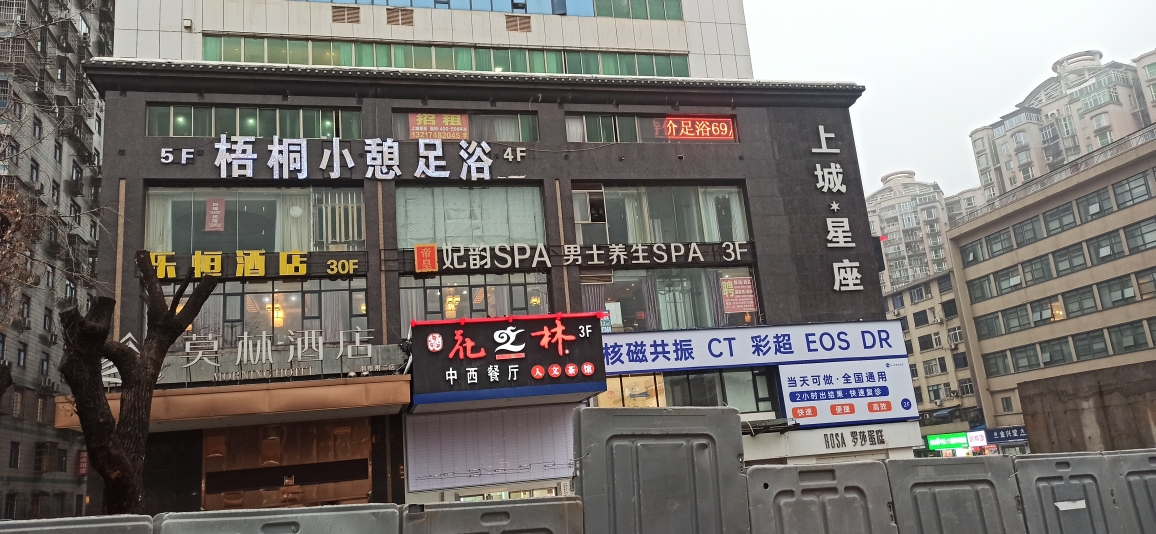 招租
13217482045
价足浴69
5F 梧桐小憩足浴 4F
上城★星座
乐恒酒店 30F
帝皇 妃韵SPA 男士养生SPA 3F
莫林酒店
MORNING HOTEL
花之林 3F
中西餐厅 人文茶馆
核磁共振 CT 彩超 EOS DR
当天可做·全国通用
2小时出结果·快速复诊
快速 便捷 高效 2F
ROSA 罗莎蛋糕